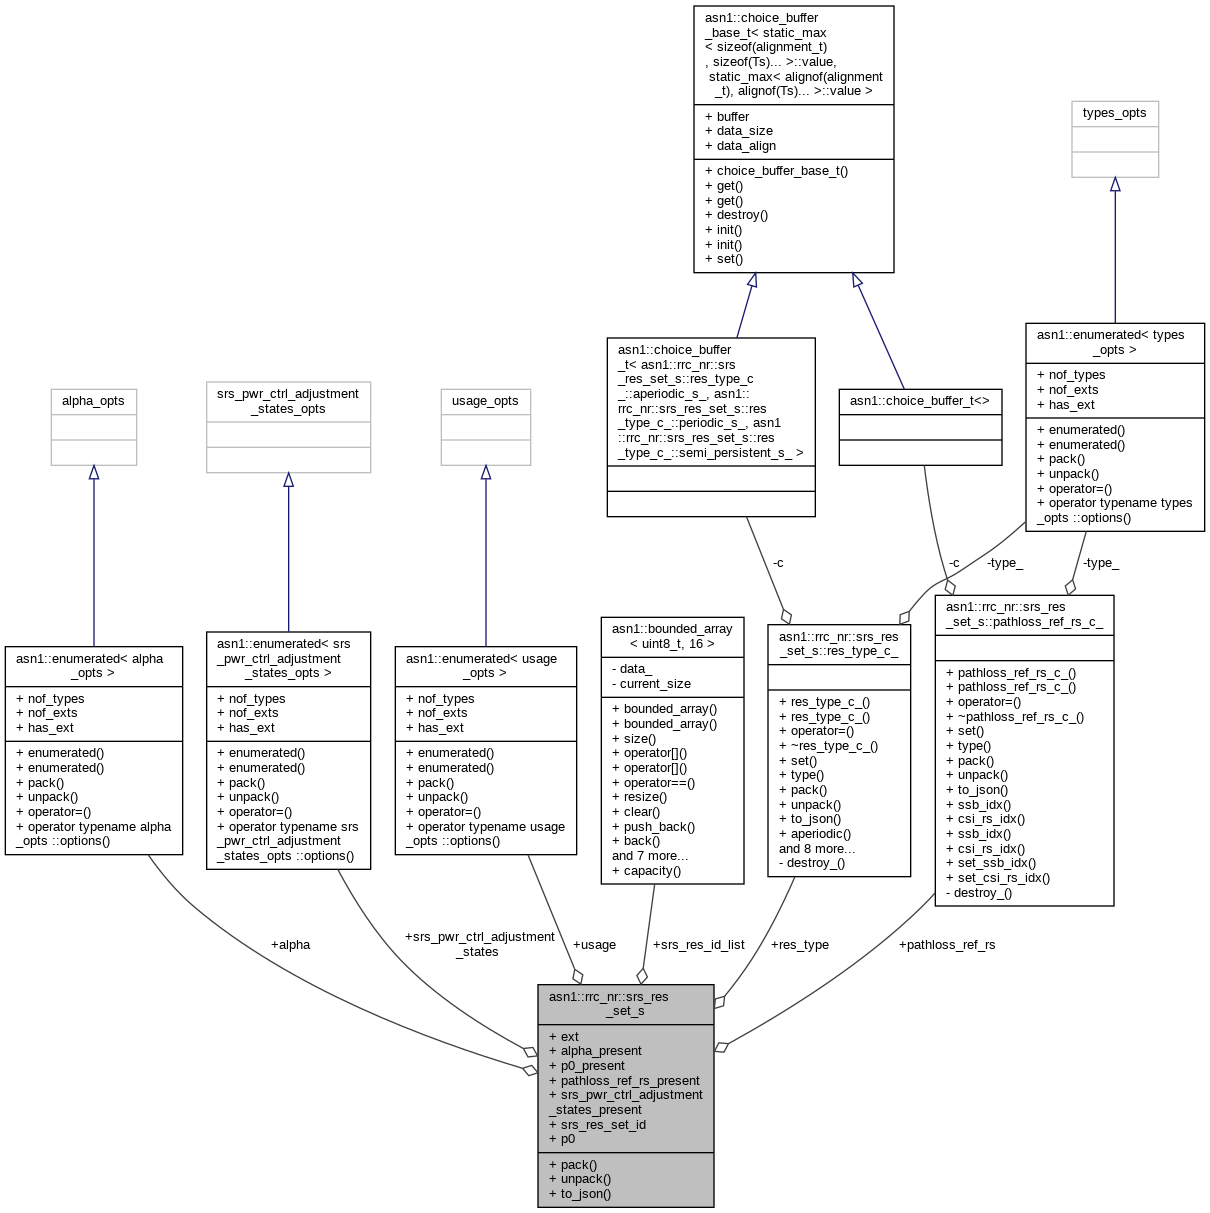 asn1::choice_buffer
_base_t< static_max
< sizeof(alignment_t)
, sizeof(Ts)... >::value,
static_max< alignof(alignment
_t), alignof(Ts)... >::value >
+ buffer
+ data_size
+ data_align
+ choice_buffer_base_t()
+ get()
+ get()
+ destroy()
+ init()
+ init()
+ set()
types_opts
asn1::enumerated< types
_opts >
+ nof_types
+ nof_exts
+ has_ext
+ enumerated()
+ enumerated()
+ pack()
+ unpack()
+ operator=()
+ operator typename types
_opts ::options()
asn1::choice_buffer
_t< asn1::rrc_nr::srs
_res_set_s::res_type_c
_::aperiodic_s_, asn1::
rrc_nr::srs_res_set_s::res
_type_c_::periodic_s_, asn1
::rrc_nr::srs_res_set_s::res
_type_c_::semi_persistent_s_ >
asn1::choice_buffer_t<>
alpha_opts
srs_pwr_ctrl_adjustment
_states_opts
usage_opts
-c
-c
-type_
-type_
asn1::enumerated< alpha
_opts >
+ nof_types
+ nof_exts
+ has_ext
+ enumerated()
+ enumerated()
+ pack()
+ unpack()
+ operator=()
+ operator typename alpha
_opts ::options()
asn1::enumerated< srs
_pwr_ctrl_adjustment
_states_opts >
+ nof_types
+ nof_exts
+ has_ext
+ enumerated()
+ enumerated()
+ pack()
+ unpack()
+ operator=()
+ operator typename srs
_pwr_ctrl_adjustment
_states_opts ::options()
asn1::enumerated< usage
_opts >
+ nof_types
+ nof_exts
+ has_ext
+ enumerated()
+ enumerated()
+ pack()
+ unpack()
+ operator=()
+ operator typename usage
_opts ::options()
asn1::bounded_array
< uint8_t, 16 >
- data_
- current_size
+ bounded_array()
+ bounded_array()
+ size()
+ operator[]()
+ operator[]()
+ operator==()
+ resize()
+ clear()
+ push_back()
+ back()
and 7 more...
+ capacity()
asn1::rrc_nr::srs_res
_set_s::res_type_c_
+ res_type_c_()
+ res_type_c_()
+ operator=()
+ ~res_type_c_()
+ set()
+ type()
+ pack()
+ unpack()
+ to_json()
+ aperiodic()
and 8 more...
- destroy_()
asn1::rrc_nr::srs_res
_set_s::pathloss_ref_rs_c_
+ pathloss_ref_rs_c_()
+ pathloss_ref_rs_c_()
+ operator=()
+ ~pathloss_ref_rs_c_()
+ set()
+ type()
+ pack()
+ unpack()
+ to_json()
+ ssb_idx()
+ csi_rs_idx()
+ ssb_idx()
+ csi_rs_idx()
+ set_ssb_idx()
+ set_csi_rs_idx()
- destroy_()
+alpha
+srs_pwr_ctrl_adjustment
_states
+usage
+srs_res_id_list
+res_type
+pathloss_ref_rs
asn1::rrc_nr::srs_res
_set_s
+ ext
+ alpha_present
+ p0_present
+ pathloss_ref_rs_present
+ srs_pwr_ctrl_adjustment
_states_present
+ srs_res_set_id
+ p0
+ pack()
+ unpack()
+ to_json()